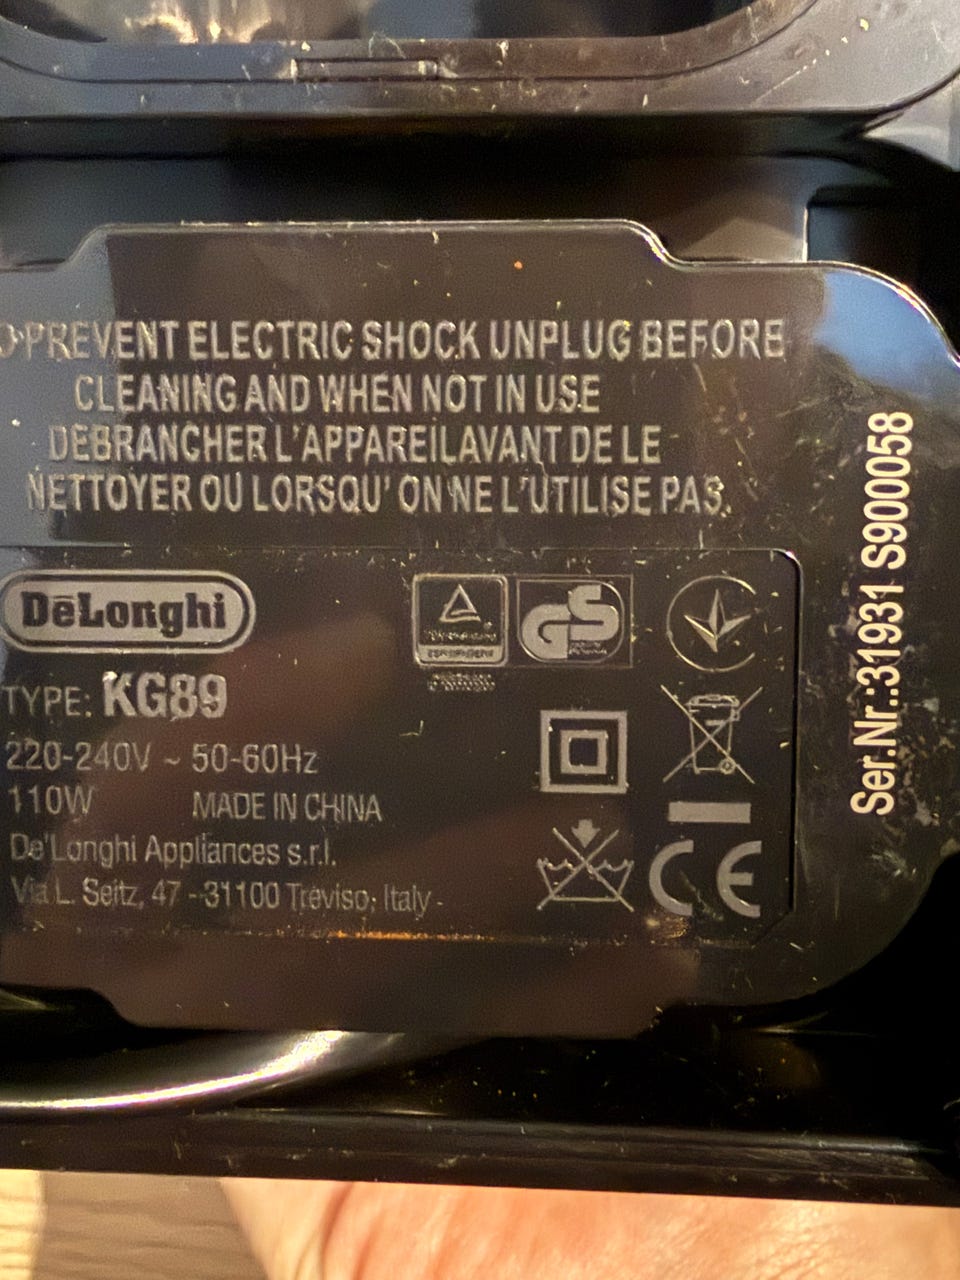 PREVENT ELECTRIC SHOCK UNPLUG BEFORE
CLEANING AND WHEN NOT IN USE
DEBRANCHER L'APPAREIL AVANT DE LE
NETTOYER OU LORSQU' ON NE L'UTILISE PAS.
DeLonghi
TYPE: KG89
220-240V ~ 50-60Hz
110W MADE IN CHINA
De'Longhi Appliances s.r.l.
Via L. Seitz, 47 - 31100 Treviso, Italy
GS
CE
Ser.Nr.:31931 S900058